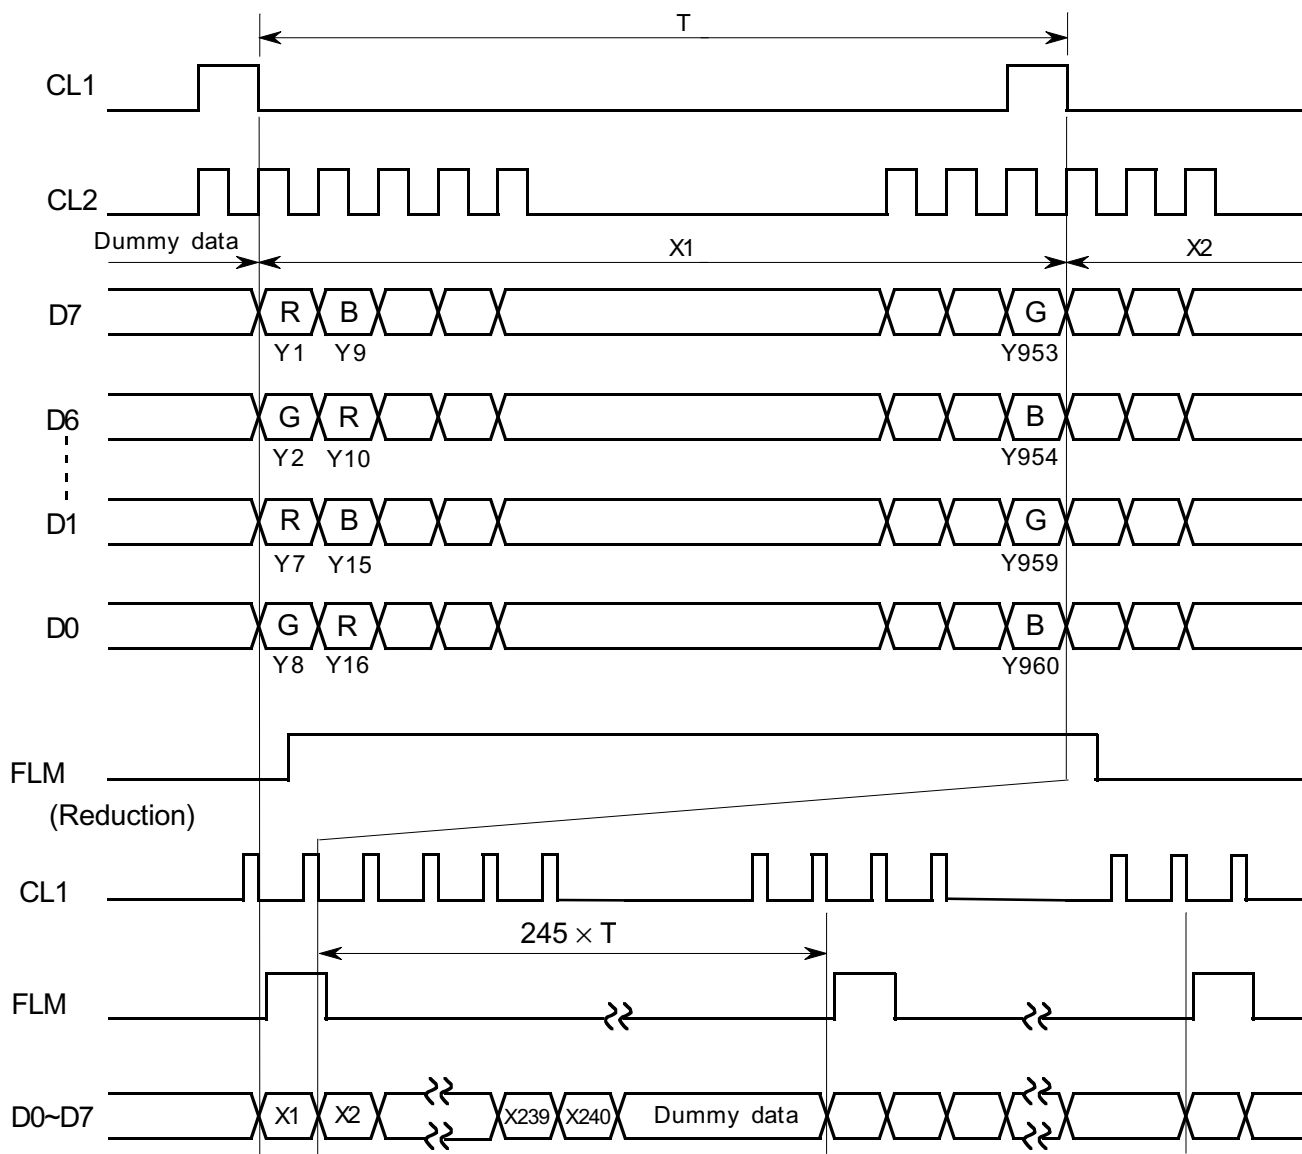 T
CL1
CL2
Dummy data X1 X2
D7 R B G
Y1 Y9 Y953
D6 G R B
Y2 Y10 Y954
D1 R B G
Y7 Y15 Y959
D0 G R B
Y8 Y16 Y960
FLM
(Reduction)
CL1
245 × T
FLM
D0~D7 X1 X2 X239 X240 Dummy data